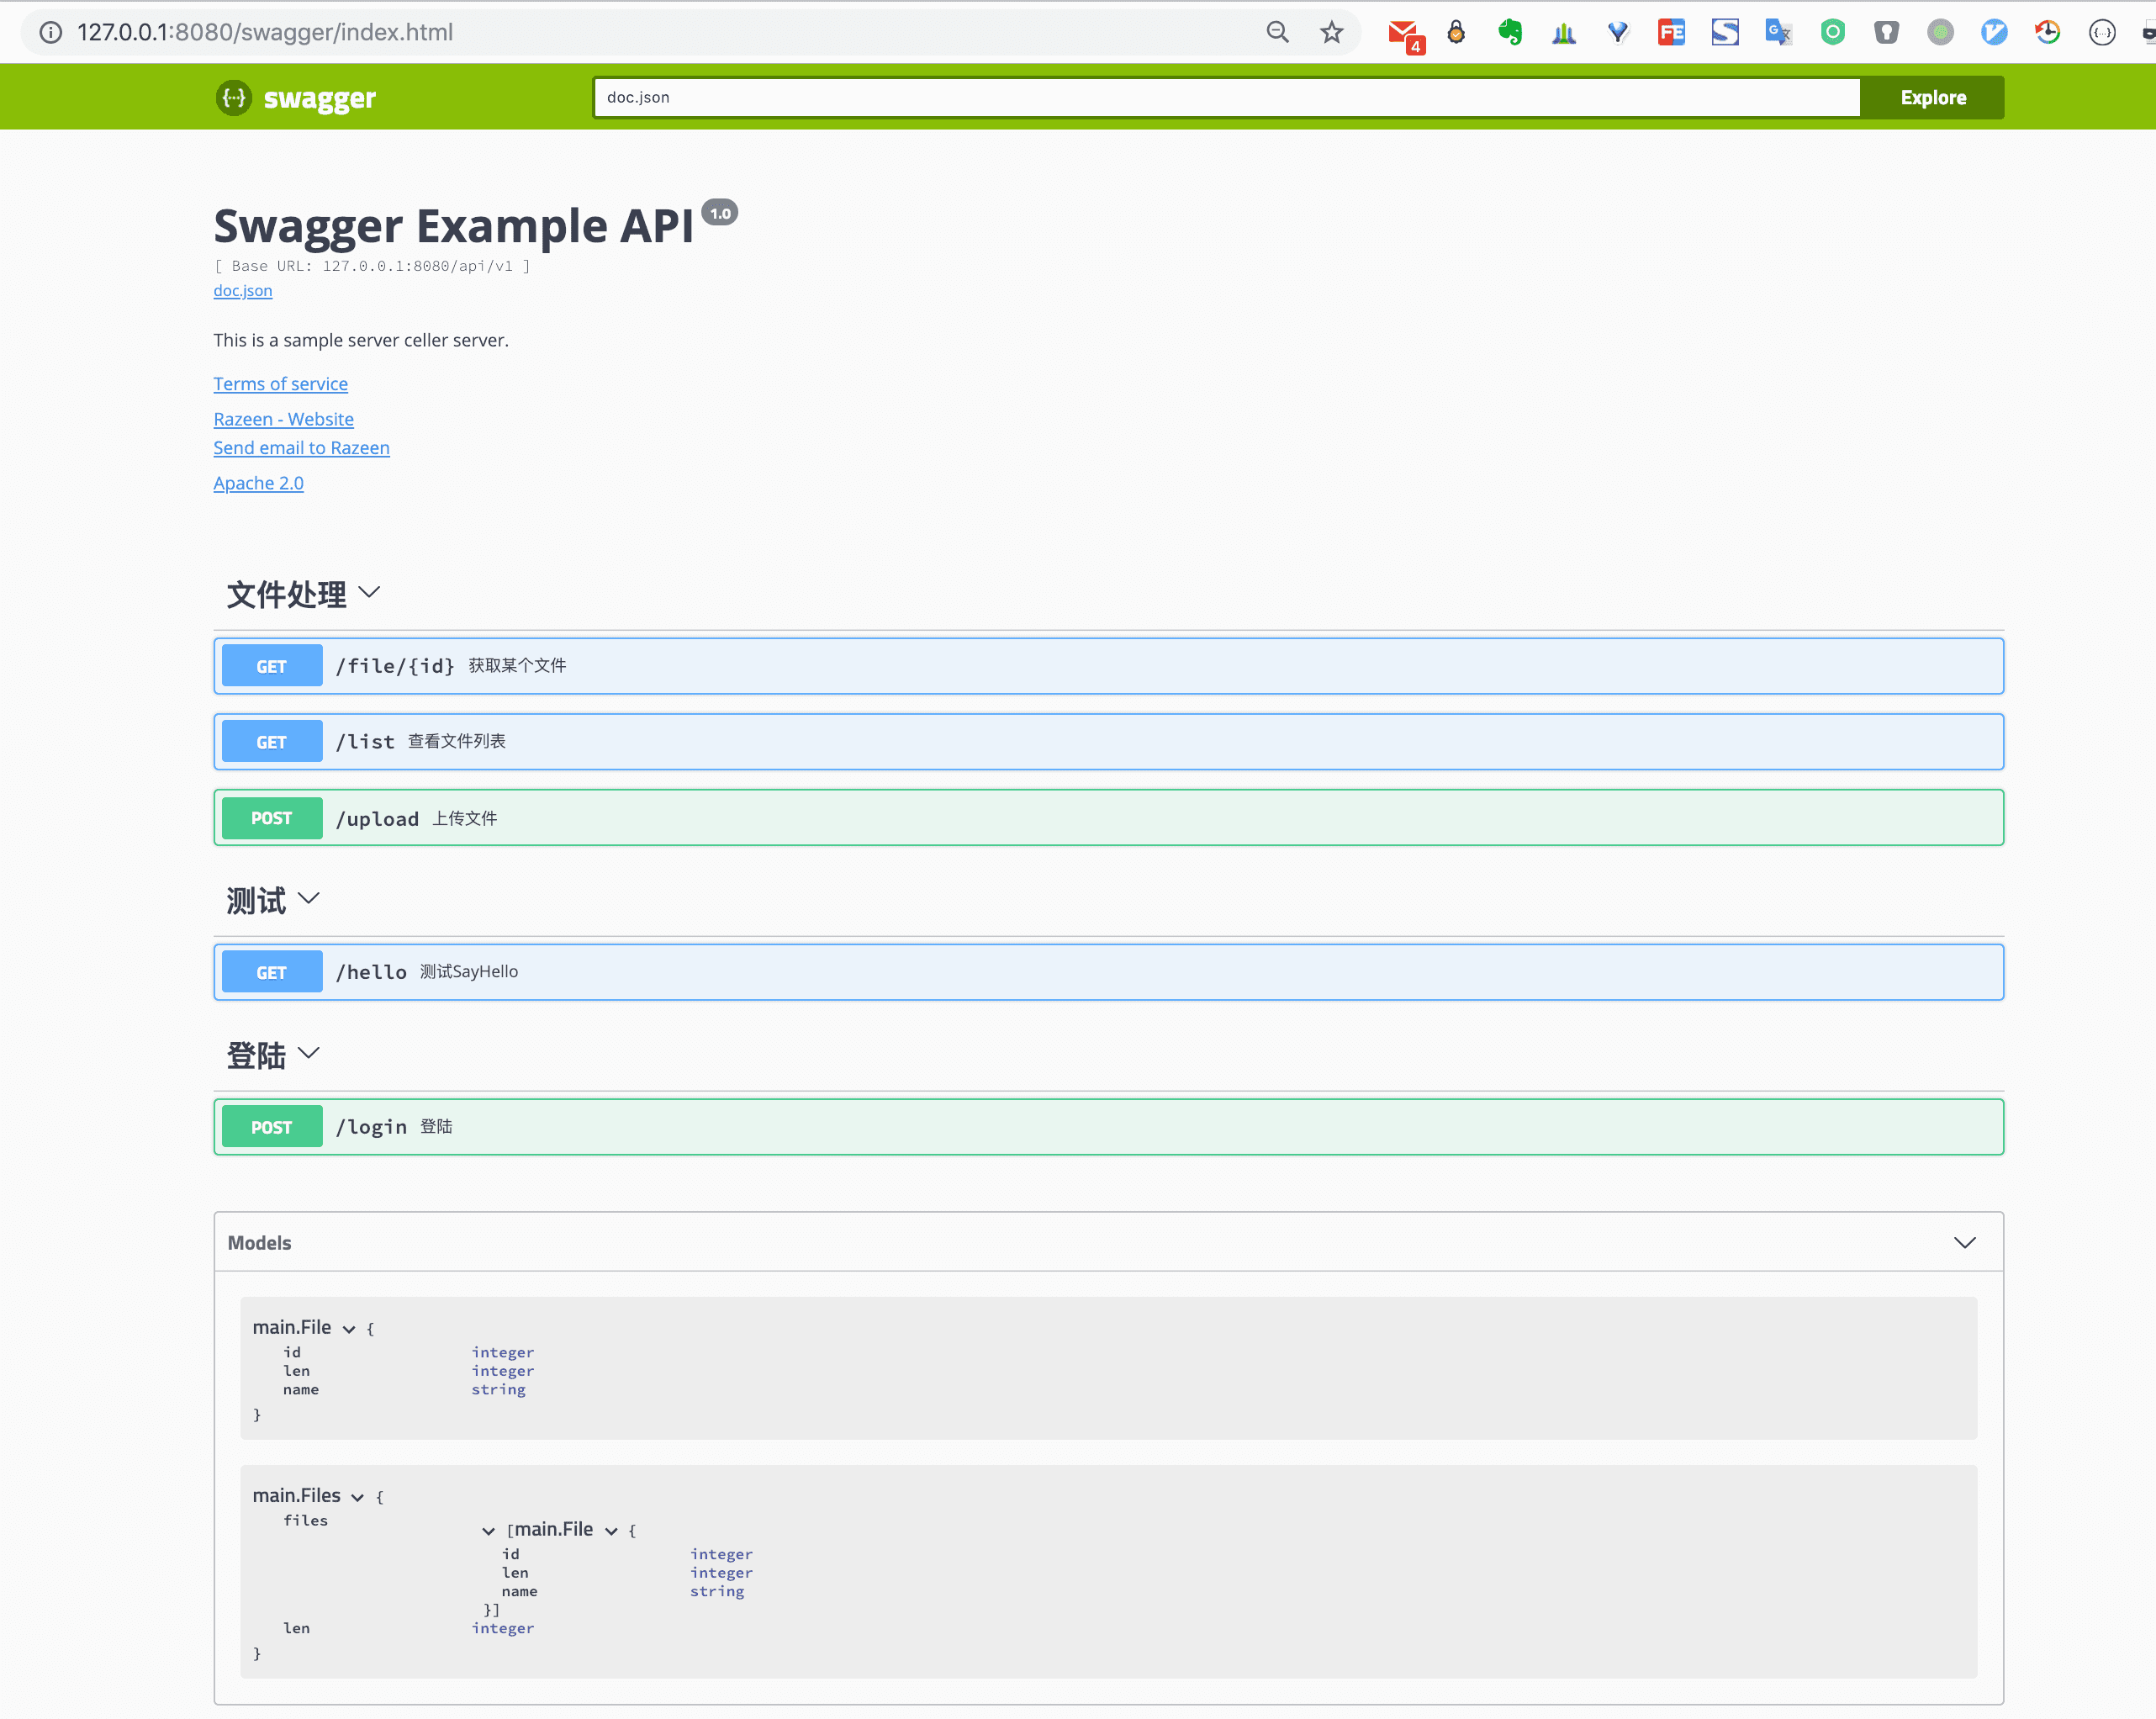 127.0.0.1:8080/swagger/index.html
4
FE
{···} swagger
doc.json
Explore
Swagger Example API 1.0
[ Base URL: 127.0.0.1:8080/api/v1 ]
doc.json
This is a sample server celler server.
Terms of service
Razeen - Website
Send email to Razeen
Apache 2.0
文件处理
GET /file/{id} 获取某个文件
GET /list 查看文件列表
POST /upload 上传文件
测试
GET /hello 测试SayHello
登陆
POST /login 登陆
Models
main.File {
id integer
len integer
name string
}
main.Files {
files
[main.File {
id integer
len integer
name string
}]
len integer
}